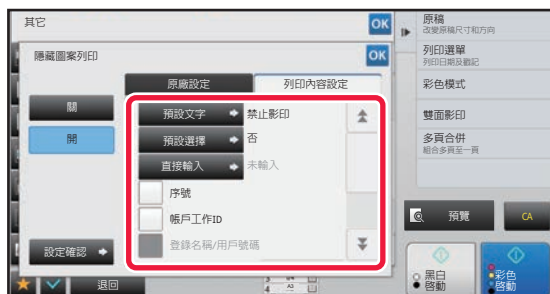 其它
OK
隱藏圖案列印
OK
原廠設定
列印內容設定
關
開
預設文字
禁止影印
預設選擇
否
直接輸入
未輸入
序號
帳戶工作ID
登錄名稱/用戶號碼
設定確認
退回
原稿
改變原稿尺寸和方向
列印選單
列印日期及戳記
彩色模式
雙面影印
多頁合併
組合多頁至一頁
預覽
CA
黑白
啓動
彩色
啓動